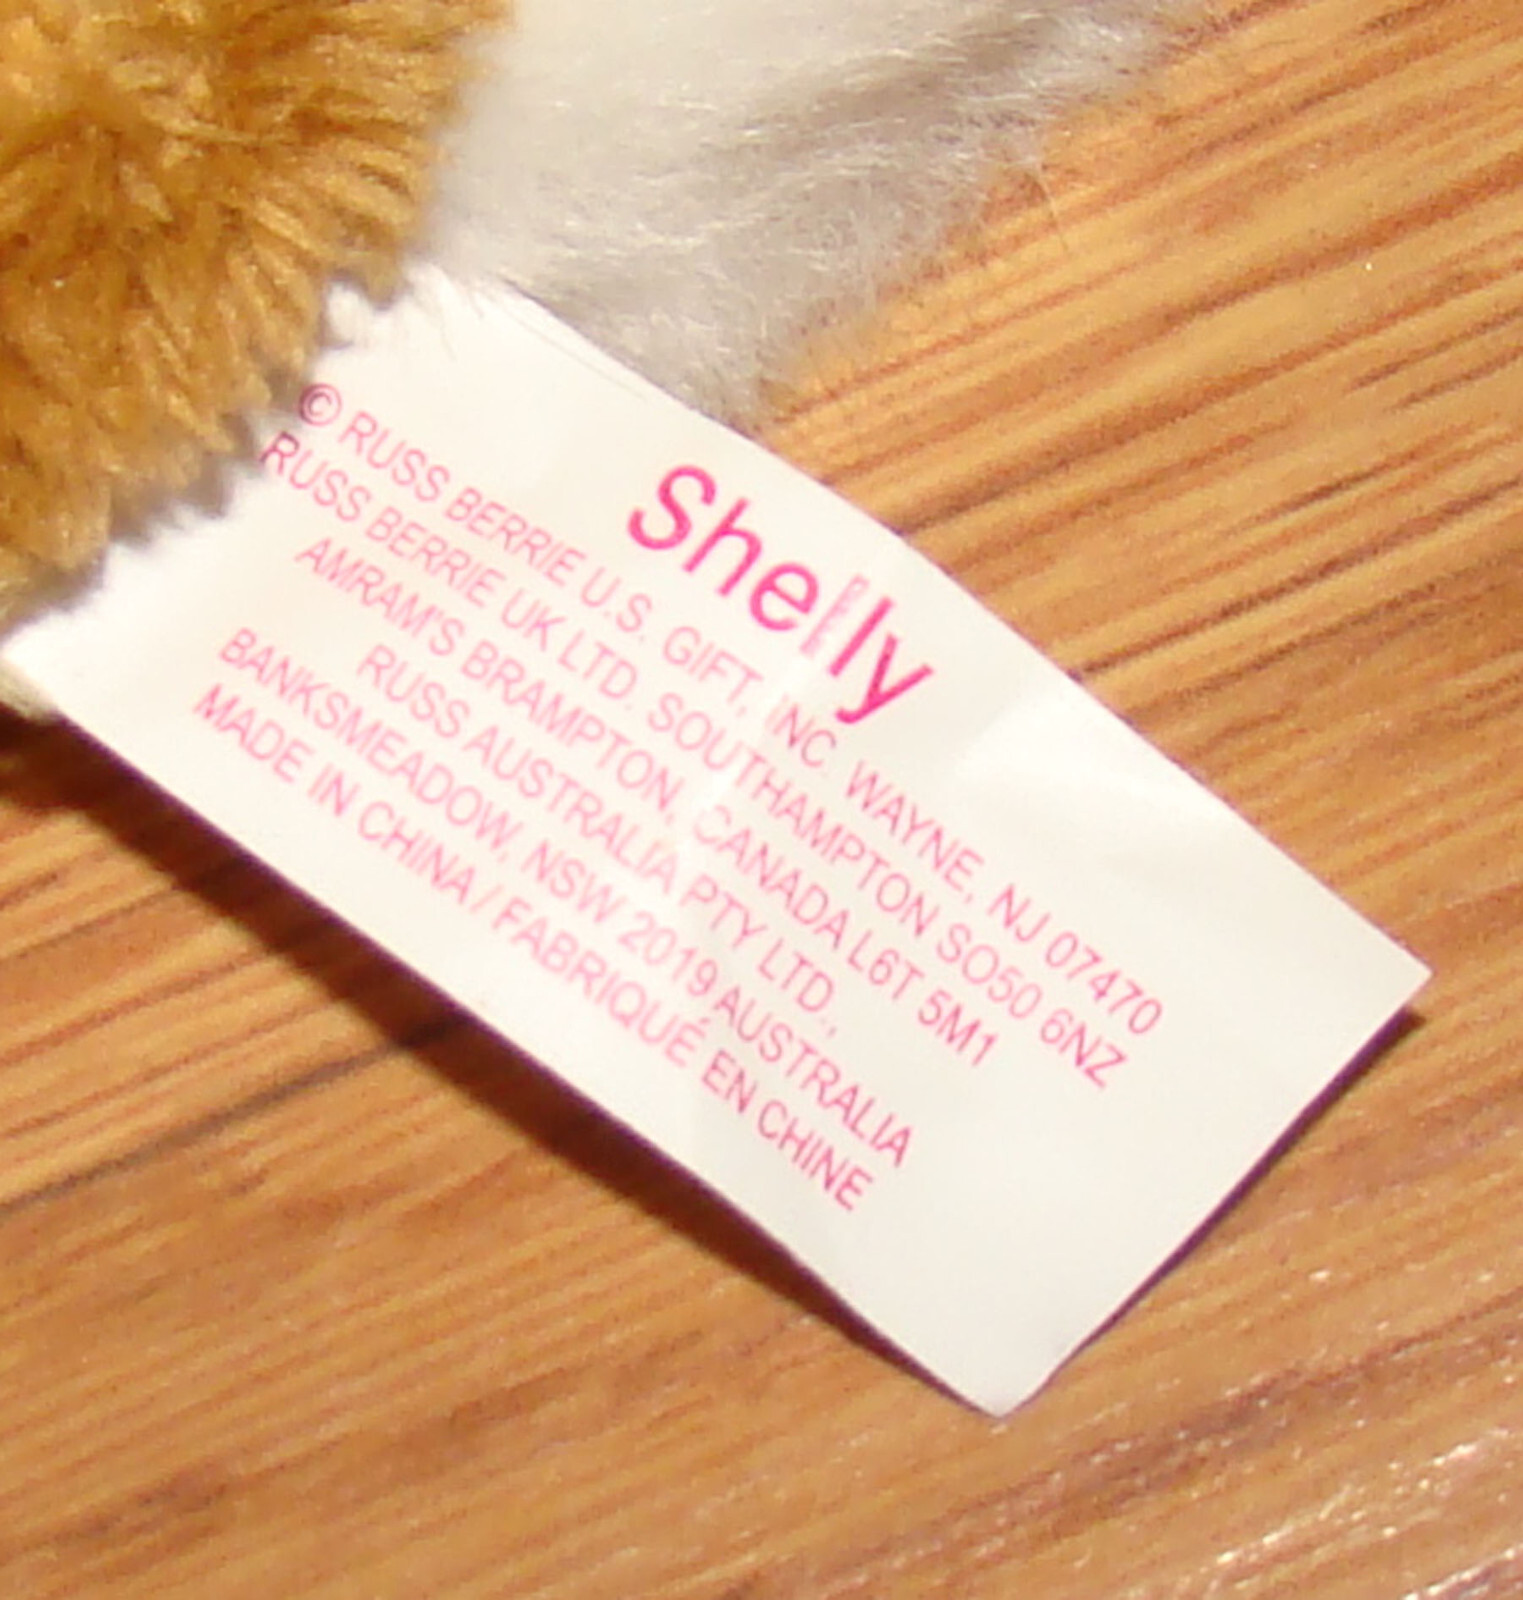 Shelly
© RUSS BERRIE U.S. GIFT, INC. WAYNE, NJ 07470
RUSS BERRIE UK LTD. SOUTHAMPTON SO50 6NZ
AMRAM'S BRAMPTON, CANADA L6T 5M1
RUSS AUSTRALIA PTY LTD.,
BANKSMEADOW, NSW 2019 AUSTRALIA
MADE IN CHINA / FABRIQUÉ EN CHINE